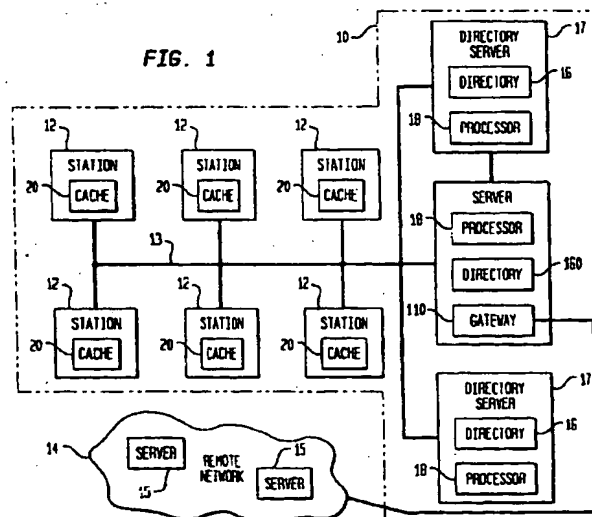 FIG. 1
10
DIRECTORY SERVER
17
DIRECTORY
16
18
PROCESSOR
12
STATION
20
CACHE
12
STATION
20
CACHE
12
STATION
20
CACHE
SERVER
18
PROCESSOR
DIRECTORY
160
110
GATEWAY
13
12
STATION
20
CACHE
12
STATION
20
CACHE
12
STATION
20
CACHE
DIRECTORY SERVER
17
DIRECTORY
16
18
PROCESSOR
14
SERVER
15
REMOTE NETWORK
15
SERVER